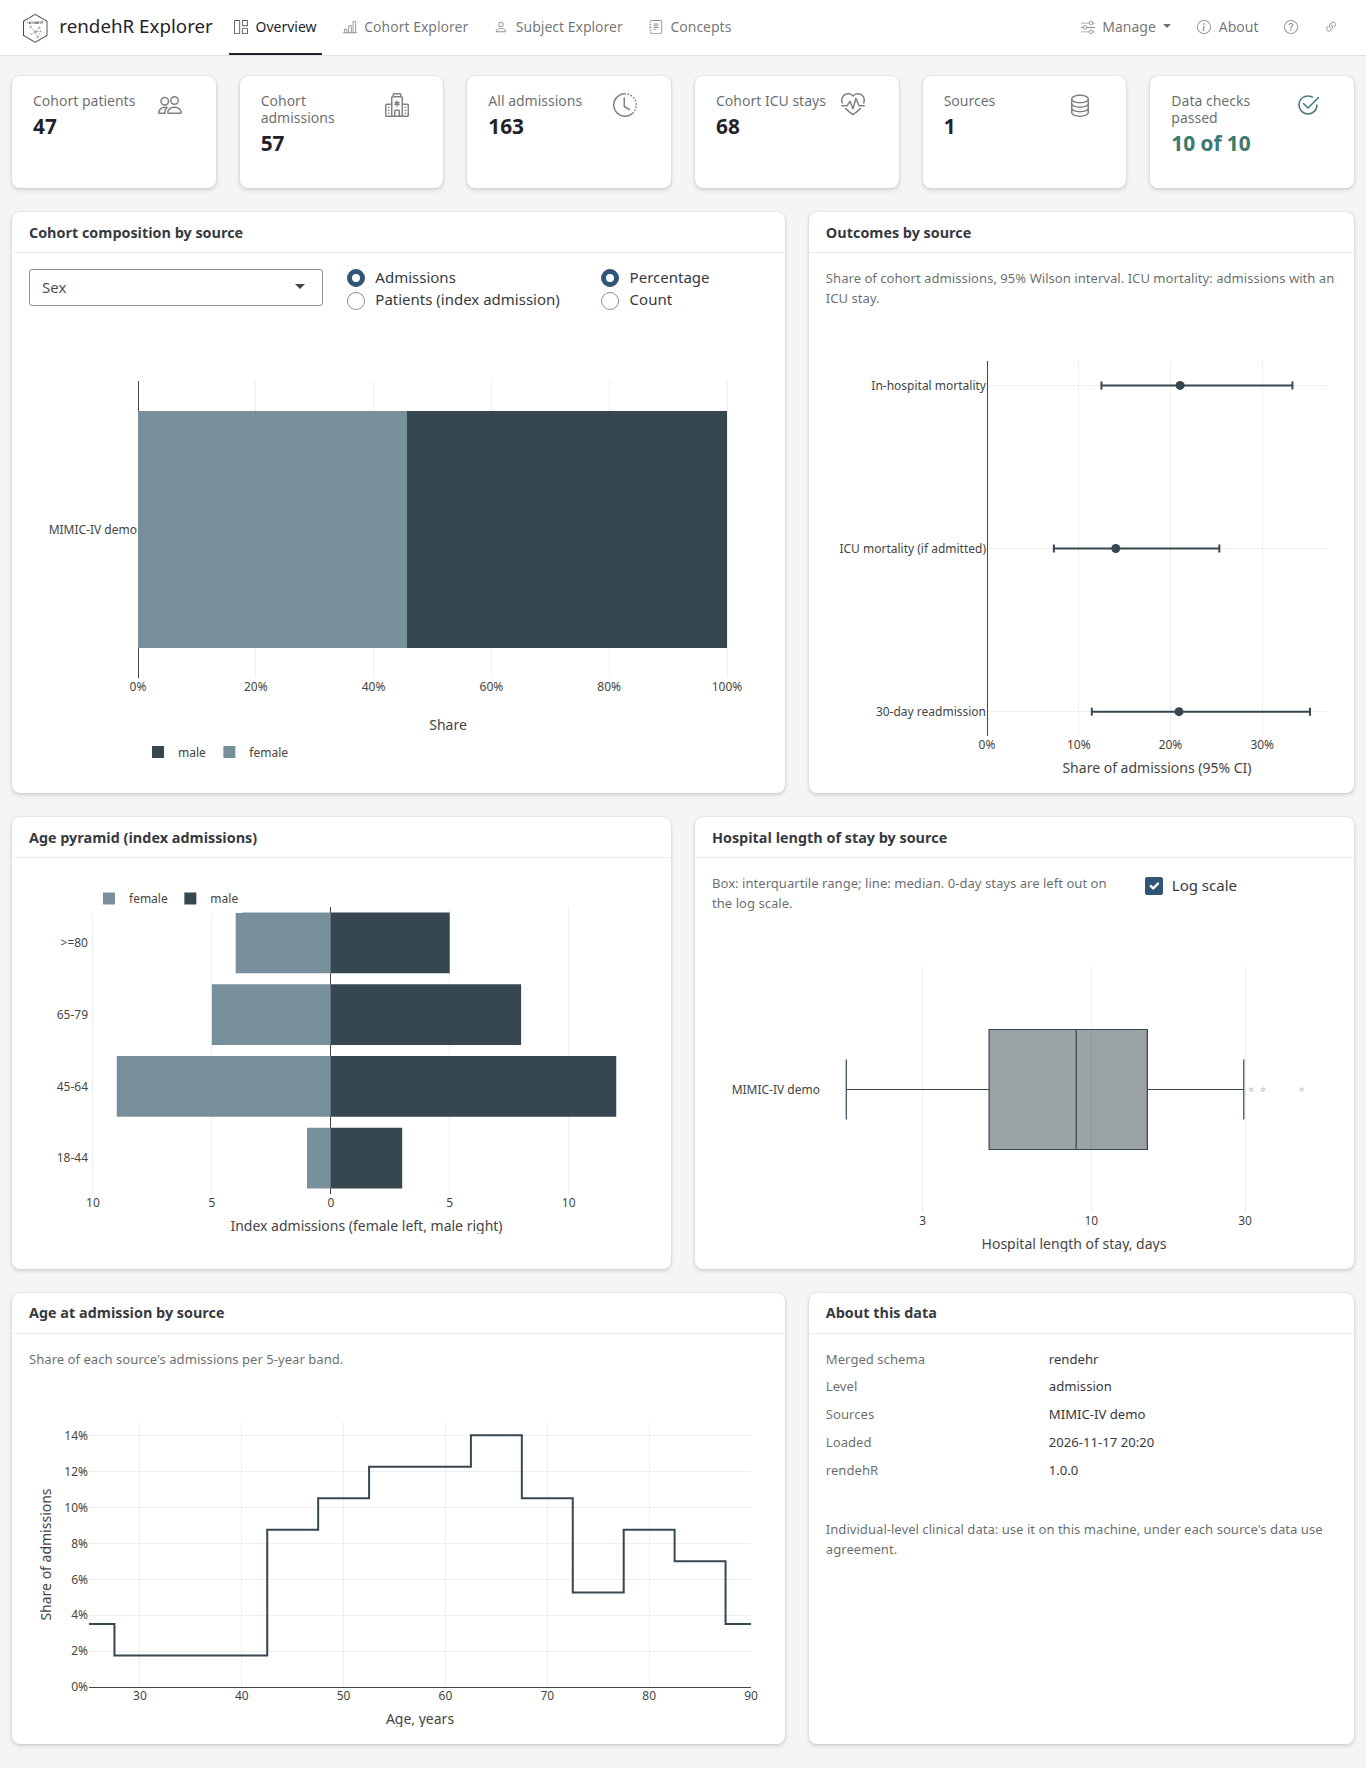 rendehR Explorer
Overview
Cohort Explorer
Subject Explorer
Concepts
Manage
About
Cohort patients
47
Cohort
admissions
57
All admissions
163
Cohort ICU stays
68
Sources
1
Data checks
passed
10 of 10
Cohort composition by source
Sex
Admissions
Patients (index admission)
Percentage
Count
MIMIC-IV demo
0%
20%
40%
60%
80%
100%
Share
male
female
Outcomes by source
Share of cohort admissions, 95% Wilson interval. ICU mortality: admissions with an
ICU stay.
In-hospital mortality
ICU mortality (if admitted)
30-day readmission
0%
10%
20%
30%
Share of admissions (95% CI)
Age pyramid (index admissions)
female
male
>=80
65-79
45-64
18-44
10
5
0
5
10
Index admissions (female left, male right)
Hospital length of stay by source
Box: interquartile range; line: median. 0-day stays are left out on
the log scale.
Log scale
MIMIC-IV demo
3
10
30
Hospital length of stay, days
Age at admission by source
Share of each source's admissions per 5-year band.
Share of admissions
14%
12%
10%
8%
6%
4%
2%
0%
30
40
50
60
70
80
90
Age, years
About this data
Merged schema
rendehr
Level
admission
Sources
MIMIC-IV demo
Loaded
2026-11-17 20:20
rendehR
1.0.0
Individual-level clinical data: use it on this machine, under each source's data use
agreement.